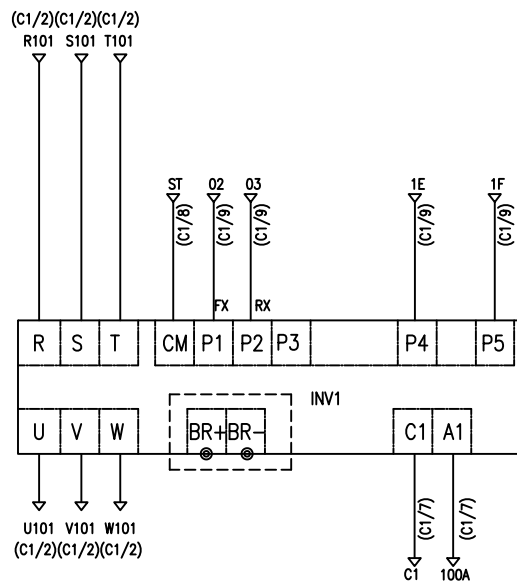 (C1/2)(C1/2)(C1/2)
R101 S101 T101
ST 02 03 1E 1F
(C1/8) (C1/9) (C1/9) (C1/9) (C1/9)
FX RX
R S T CM P1 P2 P3 P4 P5
INV1
U V W BR+ BR- C1 A1
U101 V101 W101
(C1/2)(C1/2)(C1/2)
(C1/7) (C1/7)
C1 100A